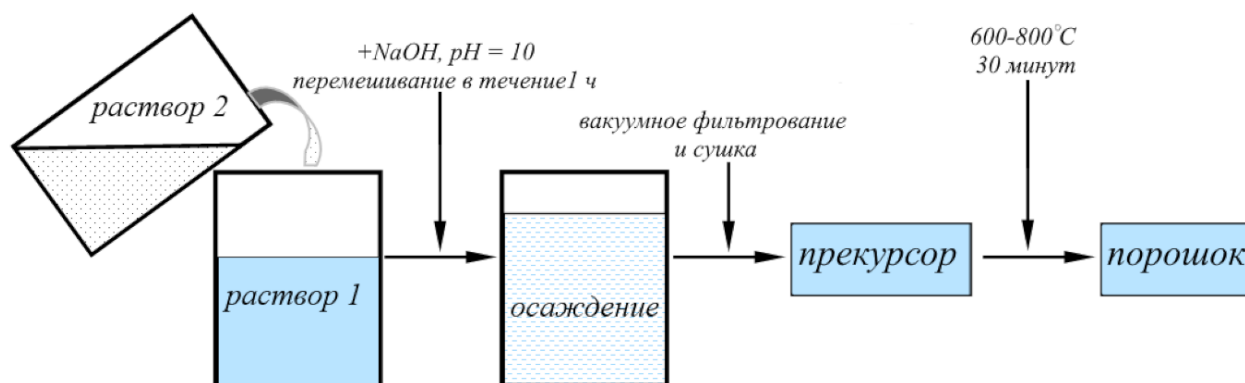 раствор 2
+NaOH, pH = 10
перемешивание в течение1 ч
вакуумное фильтрование
и сушка
600-800°C
30 минут
раствор 1
осаждение
прекурсор
порошок